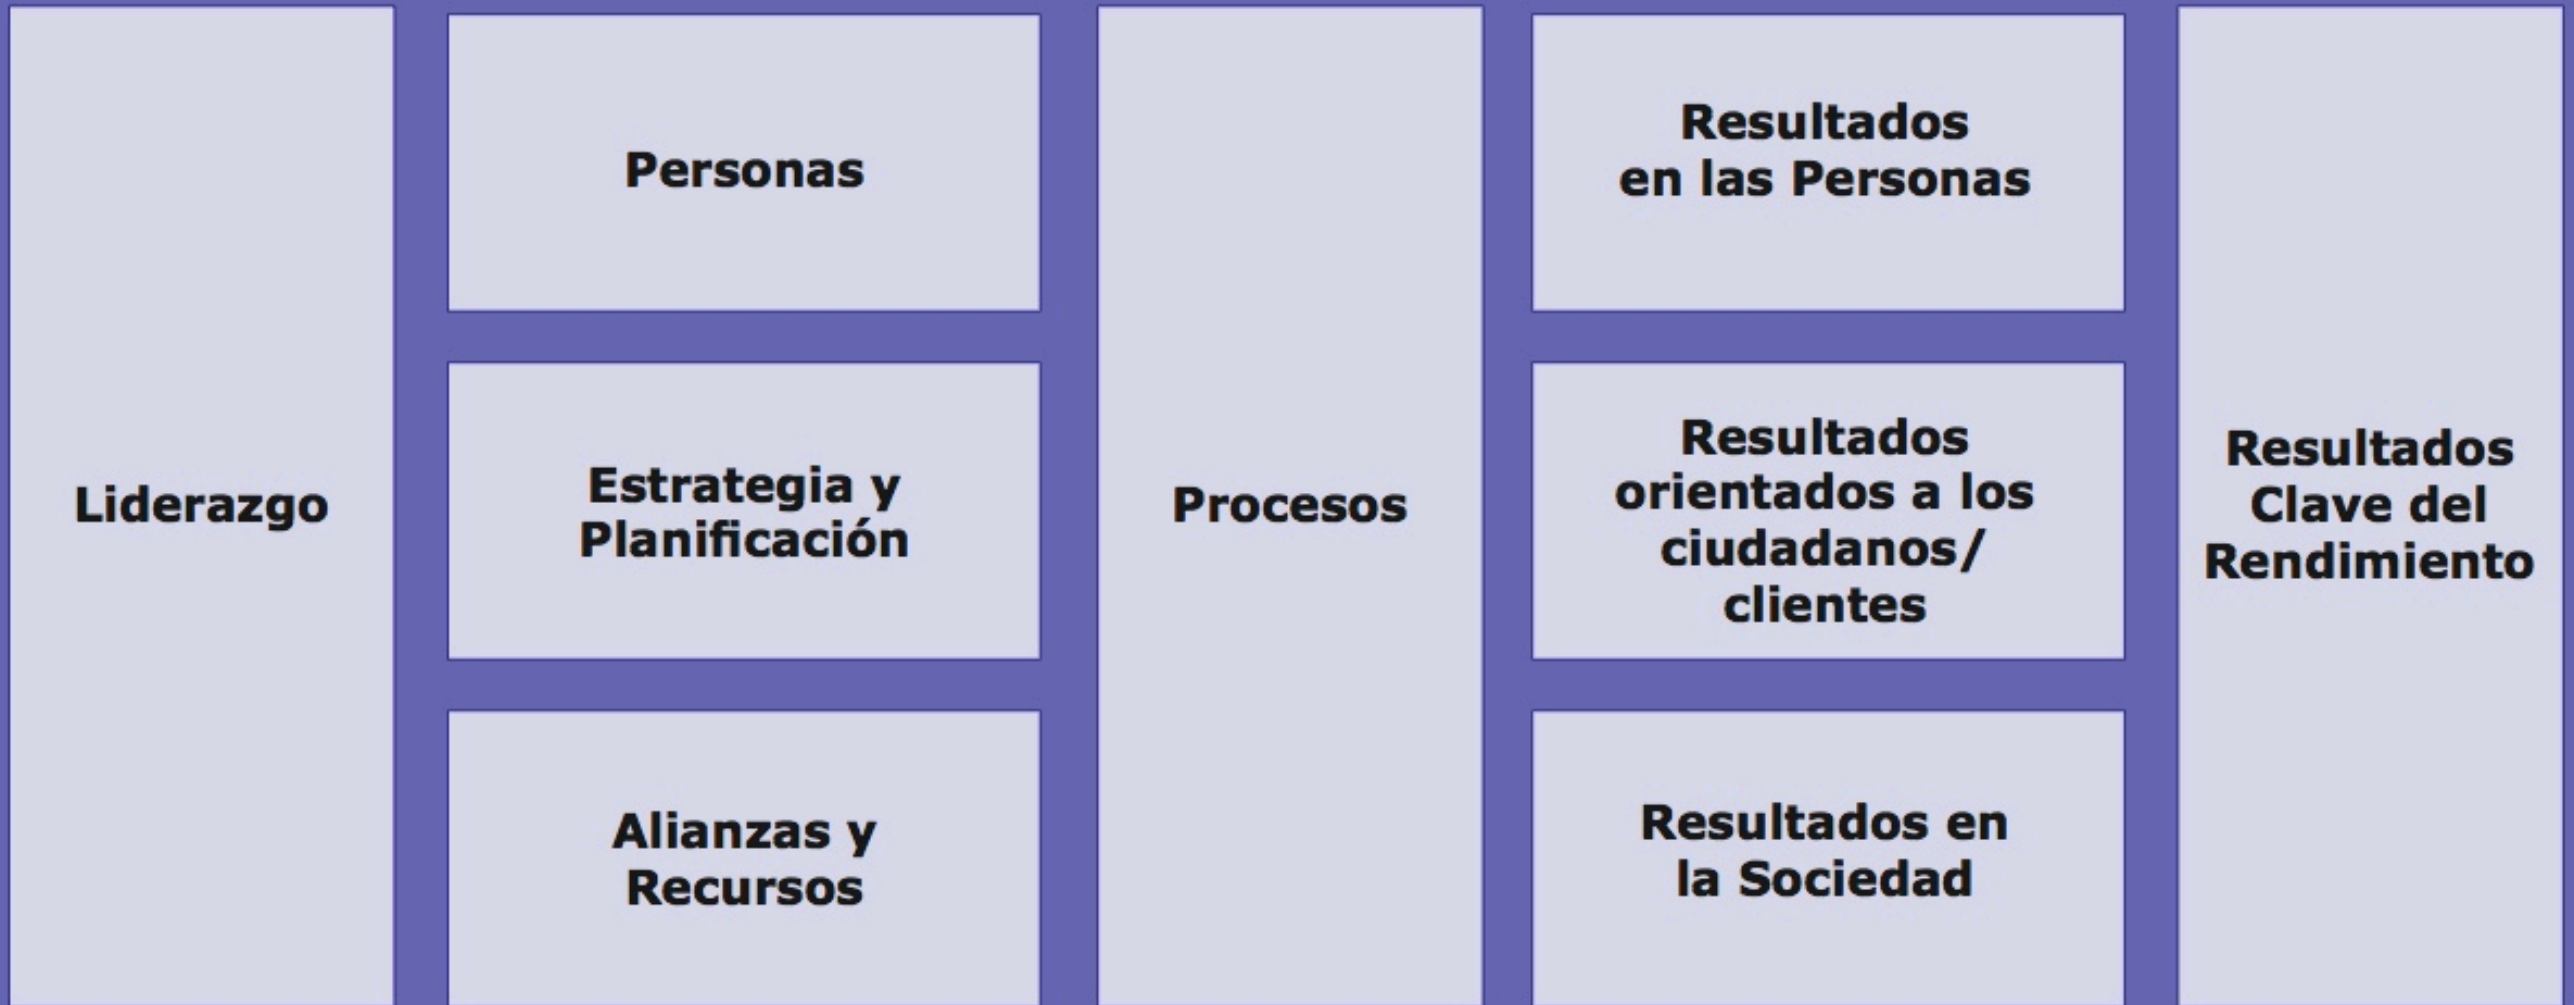 Liderazgo
Personas
Estrategia y
Planificación
Alianzas y
Recursos
Procesos
Resultados
en las Personas
Resultados
orientados a los
ciudadanos/
clientes
Resultados en
la Sociedad
Resultados
Clave del
Rendimiento